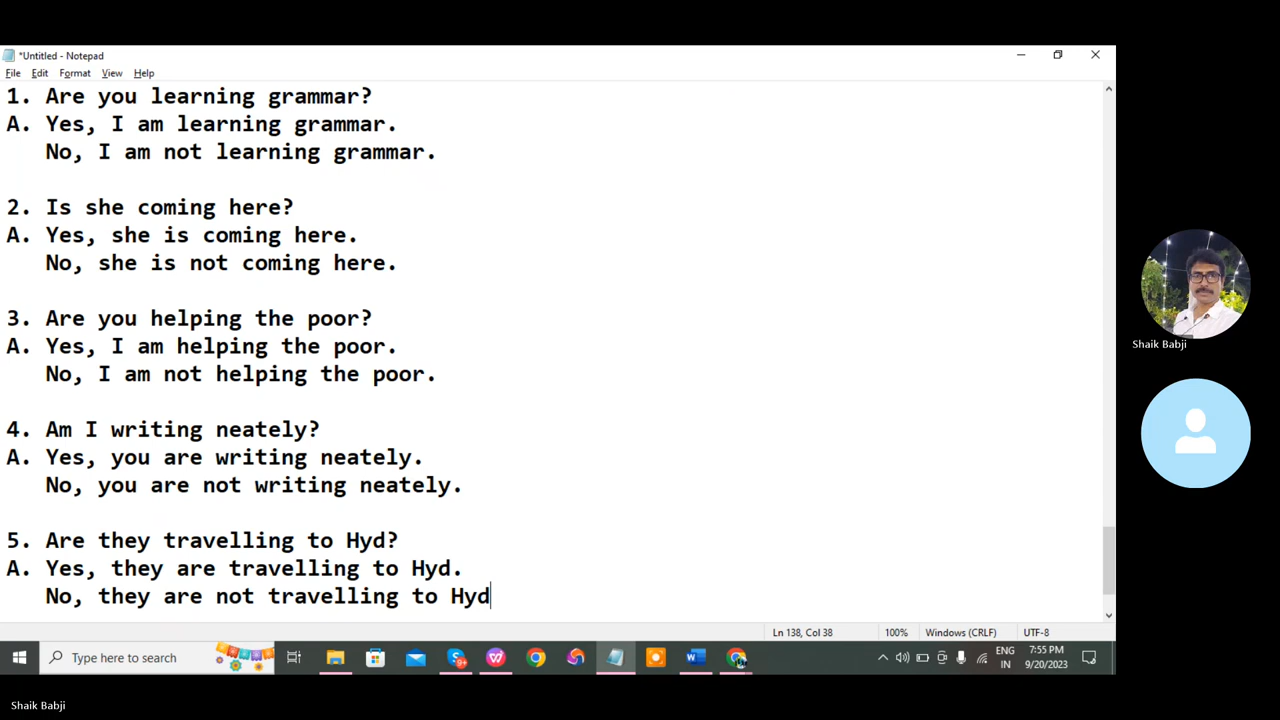 *Untitled - Notepad
File Edit Format View Help
1. Are you learning grammar?
A. Yes, I am learning grammar.
No, I am not learning grammar.
2. Is she coming here?
A. Yes, she is coming here.
No, she is not coming here.
3. Are you helping the poor?
A. Yes, I am helping the poor.
No, I am not helping the poor.
4. Am I writing neately?
A. Yes, you are writing neately.
No, you are not writing neately.
5. Are they travelling to Hyd?
A. Yes, they are travelling to Hyd.
No, they are not travelling to Hyd
Shaik Babji
Ln 138, Col 38 100% Windows (CRLF) UTF-8
Type here to search
ENG
IN
7:55 PM
9/20/2023
Shaik Babji